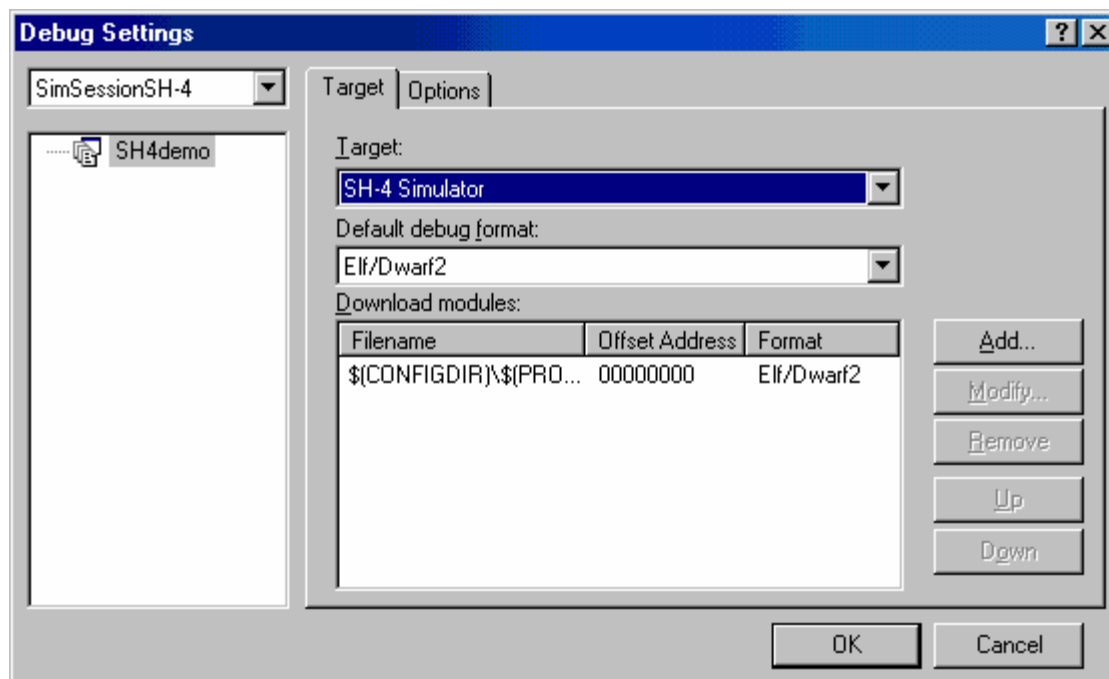 Debug Settings
SimSessionSH-4
SH4demo
Target Options
Target:
SH-4 Simulator
Default debug format:
Elf/Dwarf2
Download modules:
Filename Offset Address Format
$(CONFIGDIR)\$(PRO... 00000000 Elf/Dwarf2
Add...
Modify...
Remove
Up
Down
OK Cancel